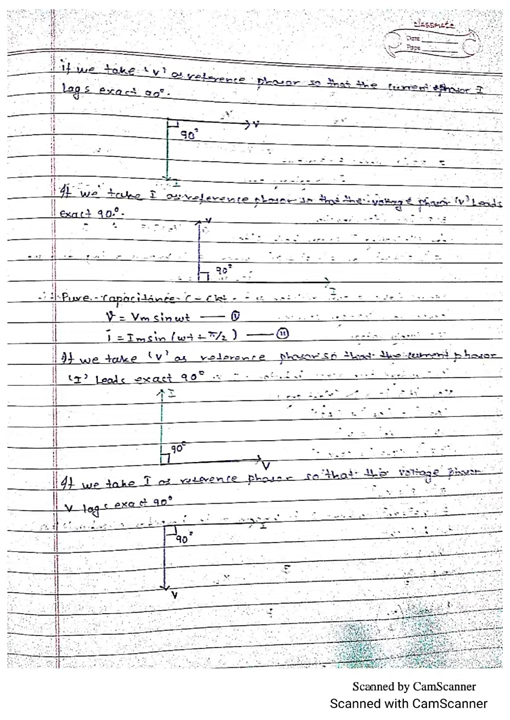 classmate
Date
Page
if we take 'V' as reference phasor so that the current phasor I
lags exact 90°.
V
90°
I
If we take I as reference phasor so that the voltage phasor 'V' Leads
exact 90°.
V
90°
I
Pure Capacitance
V = Vm sinwt — (I)
i = Im sin (wt + π/2) — (II)
If we take 'V' as reference phasor so that the current phasor
'I' Leads exact 90°
I
90°
V
If we take I as reference phasor so that the voltage phasor
V lags exact 90°
I
90°
V
Scanned by CamScanner
Scanned with CamScanner